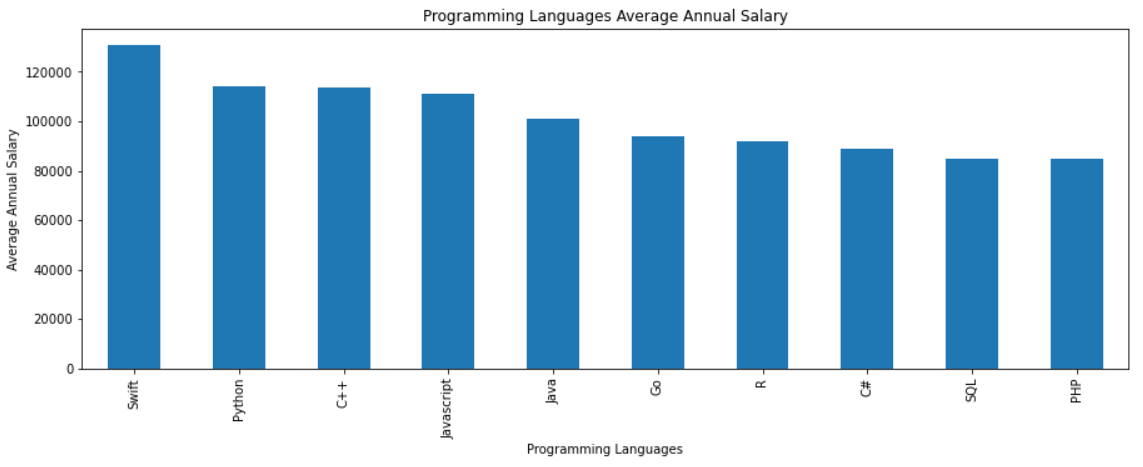 Programming Languages Average Annual Salary
Average Annual Salary
120000
100000
80000
60000
40000
20000
0
Swift
Python
C++
Javascript
Java
Go
R
C#
SQL
PHP
Programming Languages